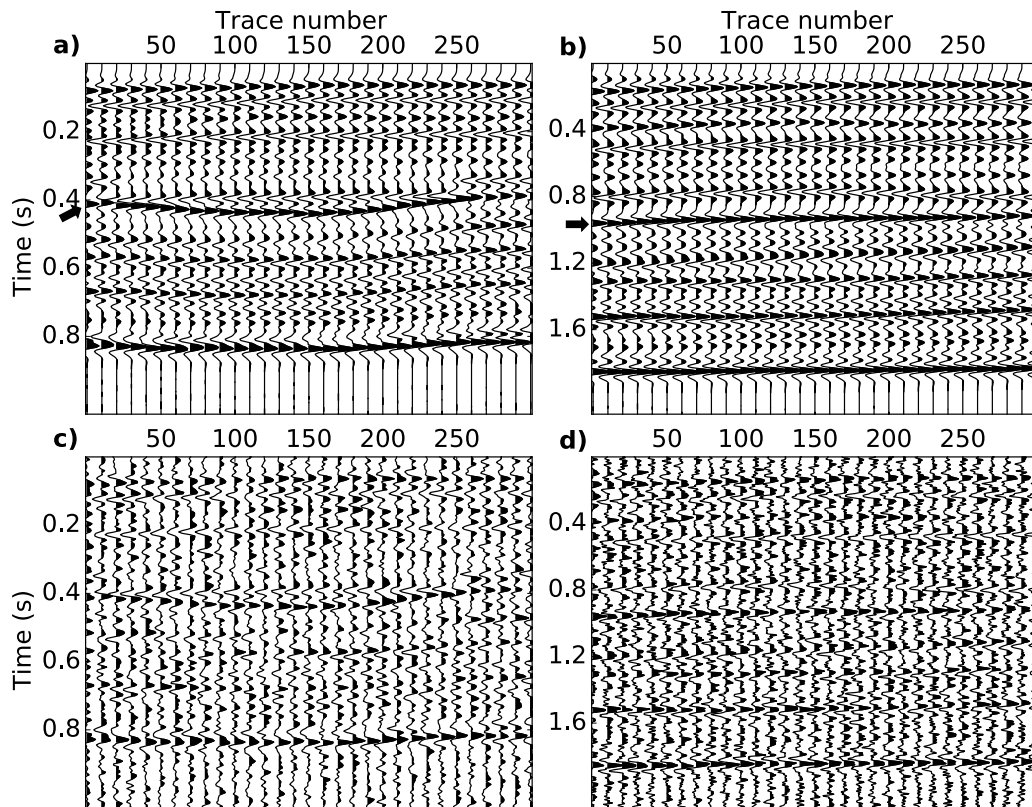 Trace number
a) 50 100 150 200 250
Time (s)
0.2
0.4
0.6
0.8
Trace number
b) 50 100 150 200 250
0.4
0.8
1.2
1.6
c) 50 100 150 200 250
Time (s)
0.2
0.4
0.6
0.8
d) 50 100 150 200 250
0.4
0.8
1.2
1.6